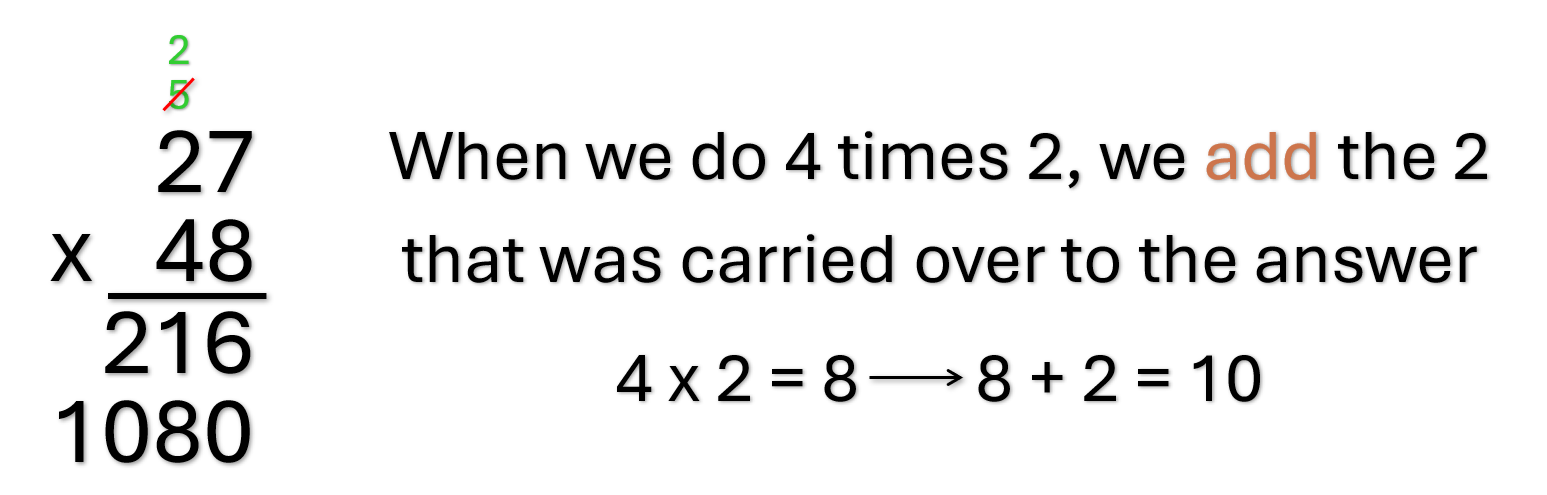 2
5
27
x 48
216
1080
When we do 4 times 2, we add the 2
that was carried over to the answer
4 x 2 = 8 → 8 + 2 = 10